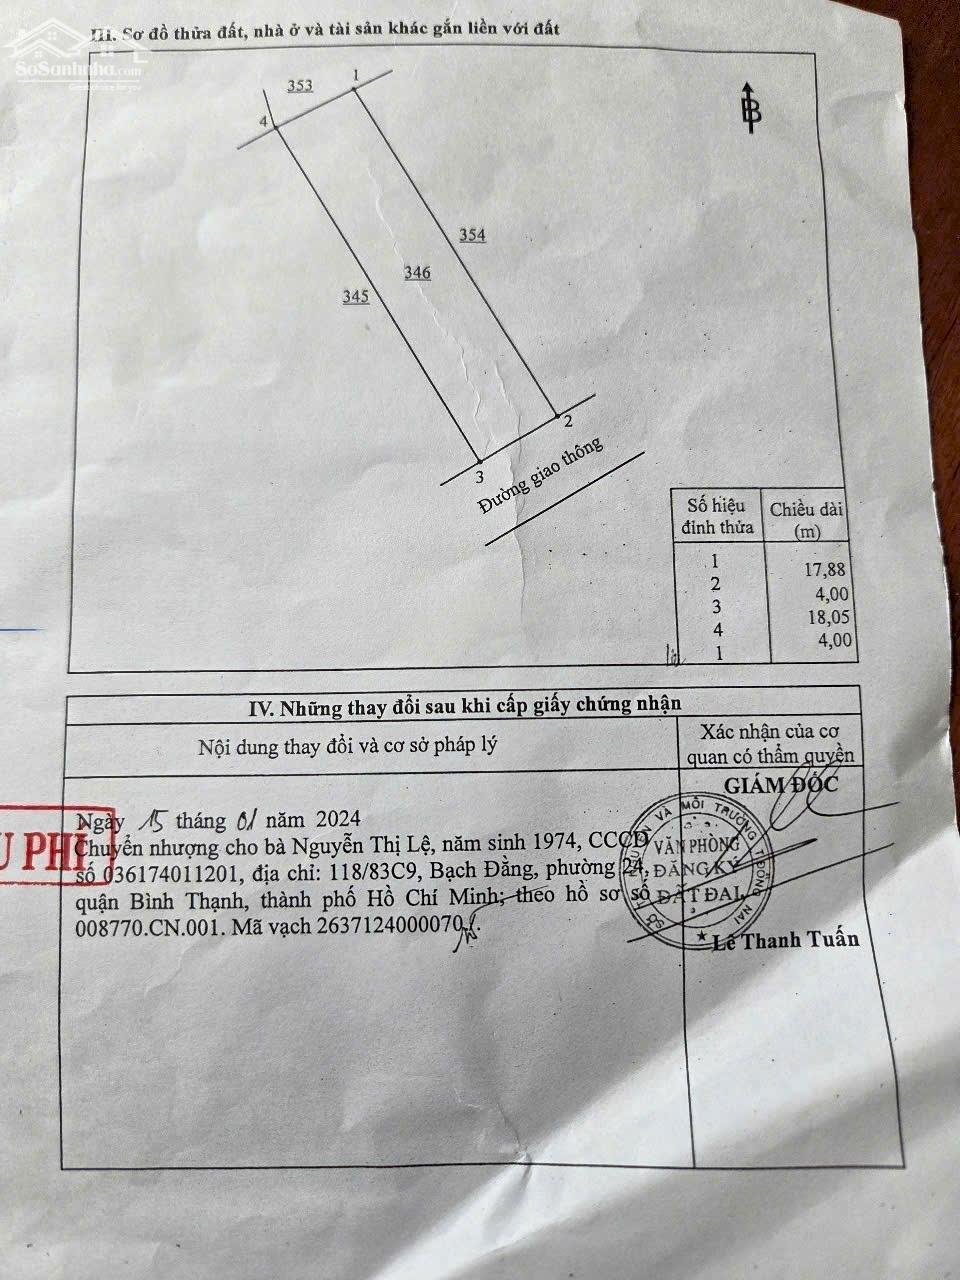 SoSanhnha.com
III. Sơ đồ thửa đất, nhà ở và tài sản khác gắn liền với đất
353
1
4
B
354
346
345
2
3
Đường giao thông
Số hiệu đỉnh thửa
Chiều dài (m)
1
17,88
2
4,00
3
18,05
4
4,00
1
IV. Những thay đổi sau khi cấp giấy chứng nhận
Nội dung thay đổi và cơ sở pháp lý
Xác nhận của cơ quan có thẩm quyền
GIÁM ĐỐC
Ngày 15 tháng 01 năm 2024
Chuyển nhượng cho bà Nguyễn Thị Lệ, năm sinh 1974, CCCD
số 036174011201, địa chỉ: 118/83C9, Bạch Đằng, phường 24,
quận Bình Thạnh, thành phố Hồ Chí Minh; theo hồ sơ số
008770.CN.001. Mã vạch 2637124000070
U PHÍ
VĂN PHÒNG
ĐĂNG KÝ
ĐẤT ĐAI
VÀ MÔI TRƯỜNG
ĐỒNG NAI
Lê Thanh Tuấn